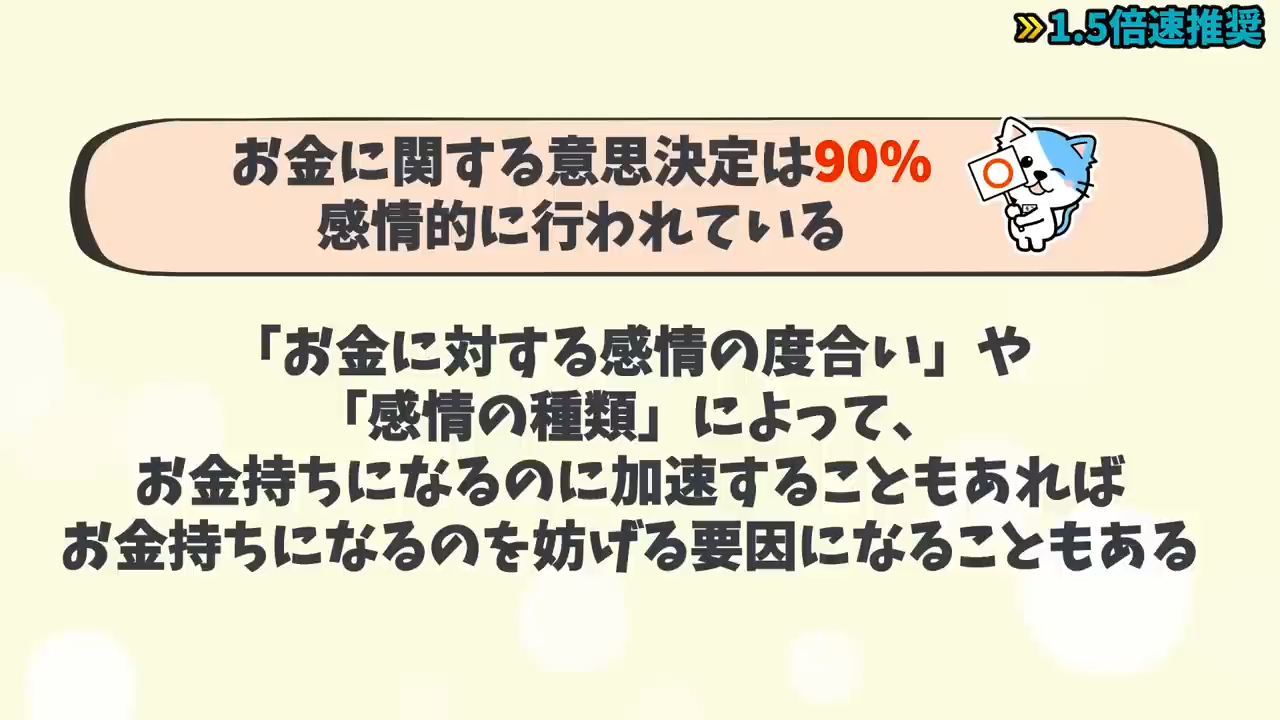 1.5倍速推奨
お金に関する意思決定は90%
感情的に行われている
「お金に対する感情の度合い」や
「感情の種類」によって、
お金持ちになるのに加速することもあれば
お金持ちになるのを妨げる要因になることもある